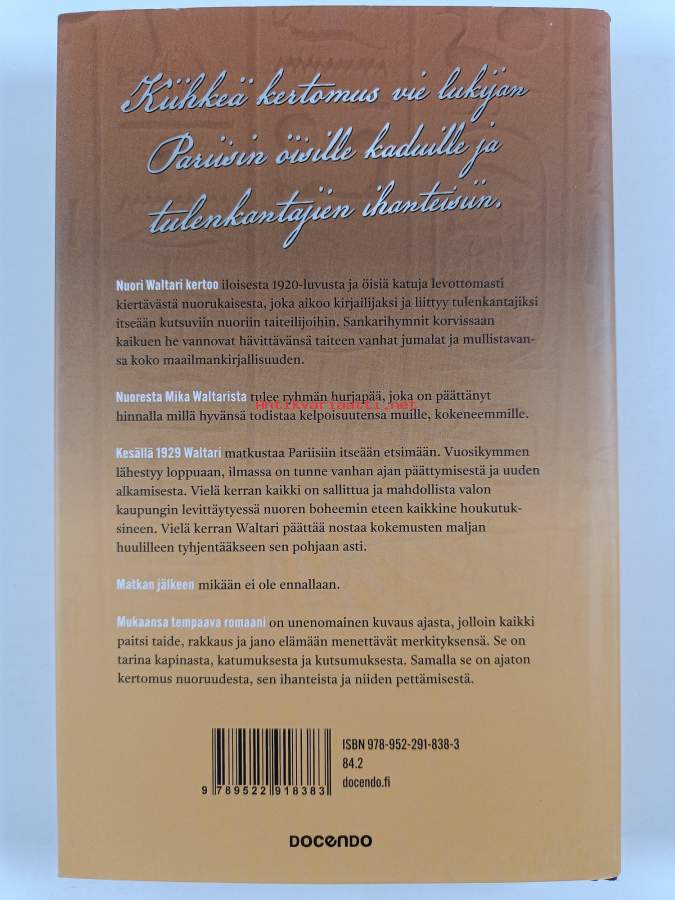 Kiihkeä kertomus vie lukijan
Pariisin öisille kaduille ja
tulenkantajien ihanteisiin.
Nuori Waltari kertoo iloisesta 1920-luvusta ja öisiä katuja levottomasti
kiertävästä nuorukaisesta, joka aikoo kirjailijaksi ja liittyy tulenkantajiksi
itseään kutsuviin nuoriin taiteilijoihin. Sankarihymnit korvissaan
kaikuen he vannovat hävittävänsä taiteen vanhat jumalat ja mullistavan-
sa koko maailmankirjallisuuden.
Nuoresta Mika Waltarista tulee ryhmän hurjapää, joka on päättänyt
Antikvariaatti.net
hinnalla millä hyvänsä todistaa kelpoisuutensa muille, kokeneemmille.
Kesällä 1929 Waltari matkustaa Pariisiin itseään etsimään. Vuosikymmen
lähestyy loppuaan, ilmassa on tunne vanhan ajan päättymisestä ja uuden
alkamisesta. Vielä kerran kaikki on sallittua ja mahdollista valon
kaupungin levittäytyessä nuoren boheemin eteen kaikkine houkutuk-
sineen. Vielä kerran Waltari päättää nostaa kokemusten maljan
huulilleen tyhjentääkseen sen pohjaan asti.
Matkan jälkeen mikään ei ole ennallaan.
Mukaansa tempaava romaani on unenomainen kuvaus ajasta, jolloin kaikki
paitsi taide, rakkaus ja jano elämään menettävät merkityksensä. Se on
tarina kapinasta, katumuksesta ja kutsumuksesta. Samalla se on ajaton
kertomus nuoruudesta, sen ihanteista ja niiden pettämisestä.
ISBN 978-952-291-838-3
84.2
docendo.fi
9 789522 918383
DOCENDO